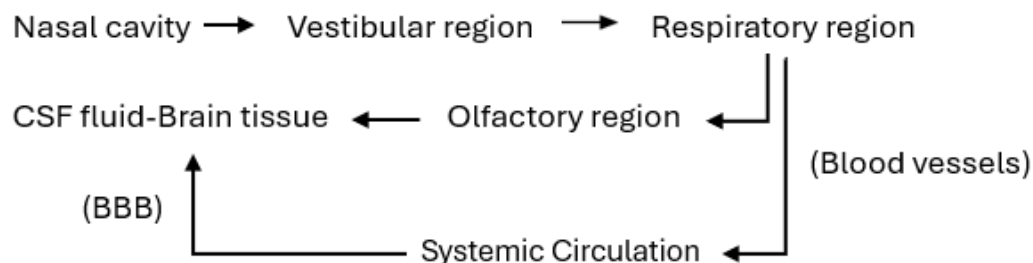 Nasal cavity Vestibular region Respiratory region
CSF fluid-Brain tissue Olfactory region
(Blood vessels)
(BBB)
Systemic Circulation